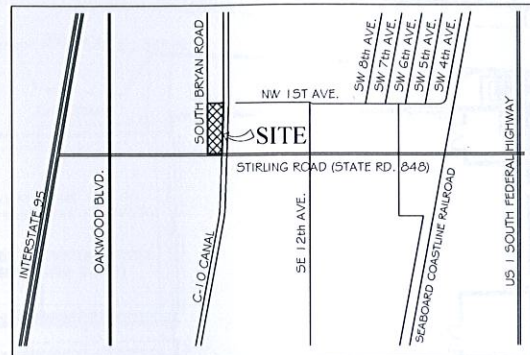 INTERSTATE 95
OAKWOOD BLVD.
SOUTH BRYAN ROAD
C-10 CANAL
SITE
NW 1ST AVE.
STIRLING ROAD (STATE RD. 848)
SE 12th AVE.
SW 8th AVE.
SW 7th AVE.
SW 6th AVE.
SW 5th AVE.
SW 4th AVE.
SEABOARD COASTLINE RAILROAD
US 1 SOUTH FEDERAL HIGHWAY